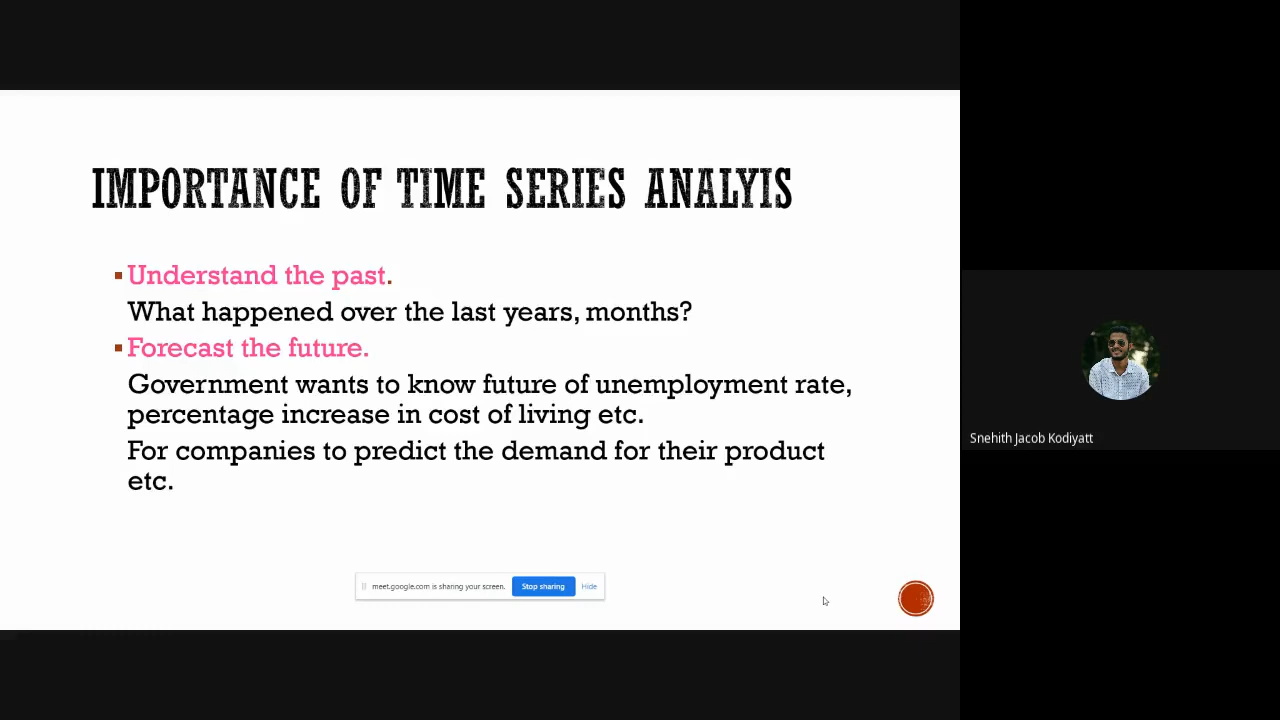 IMPORTANCE OF TIME SERIES ANALYIS
Understand the past.
What happened over the last years, months?
Forecast the future.
Government wants to know future of unemployment rate,
percentage increase in cost of living etc.
For companies to predict the demand for their product
etc.
meet.google.com is sharing your screen. Stop sharing Hide
Snehith Jacob Kodiyatt